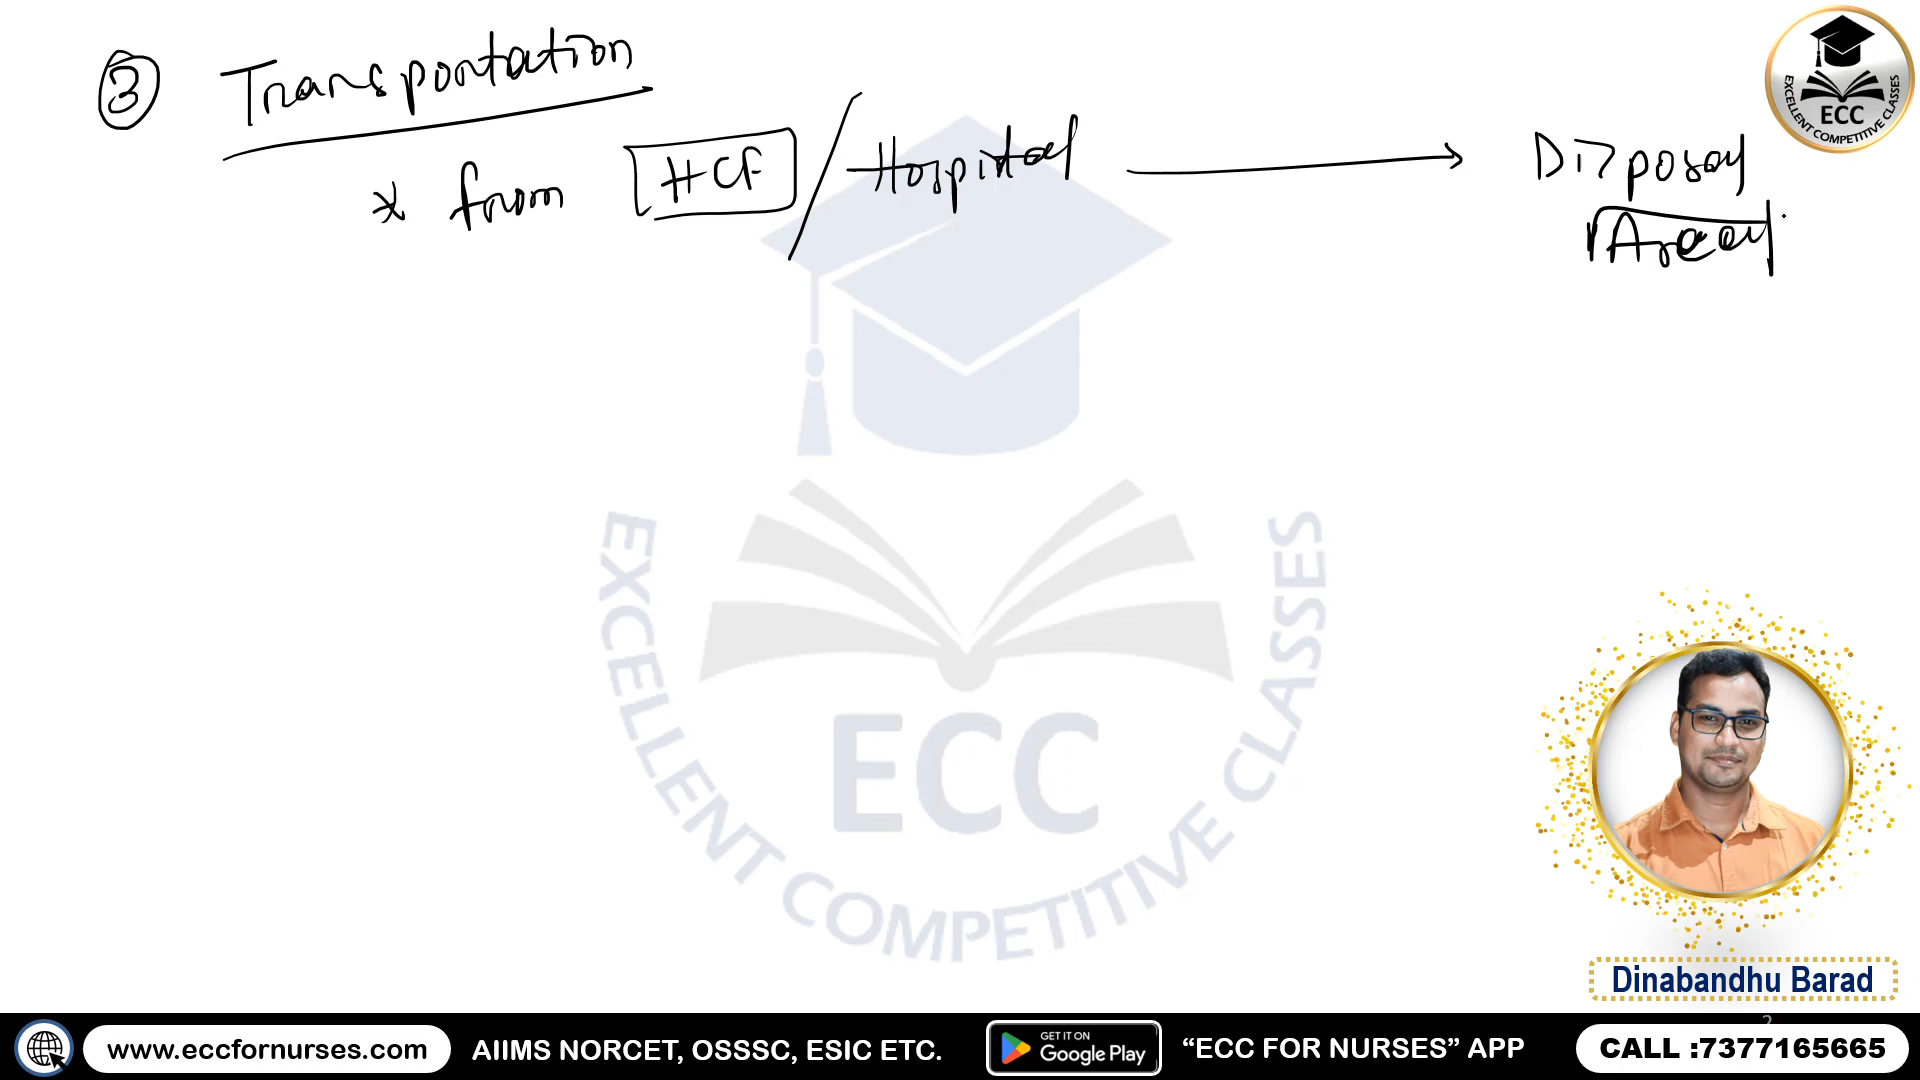 ③ Transportation
* from HCF / Hospital → Disposal
Area
EXCELLENT COMPETITIVE CLASSES
ECC
EXCELLENT COMPETITIVE CLASSES
ECC
Dinabandhu Barad
2
www.eccfornurses.com
AIIMS NORCET, OSSSC, ESIC ETC.
GET IT ON
Google Play
“ECC FOR NURSES” APP
CALL :7377165665